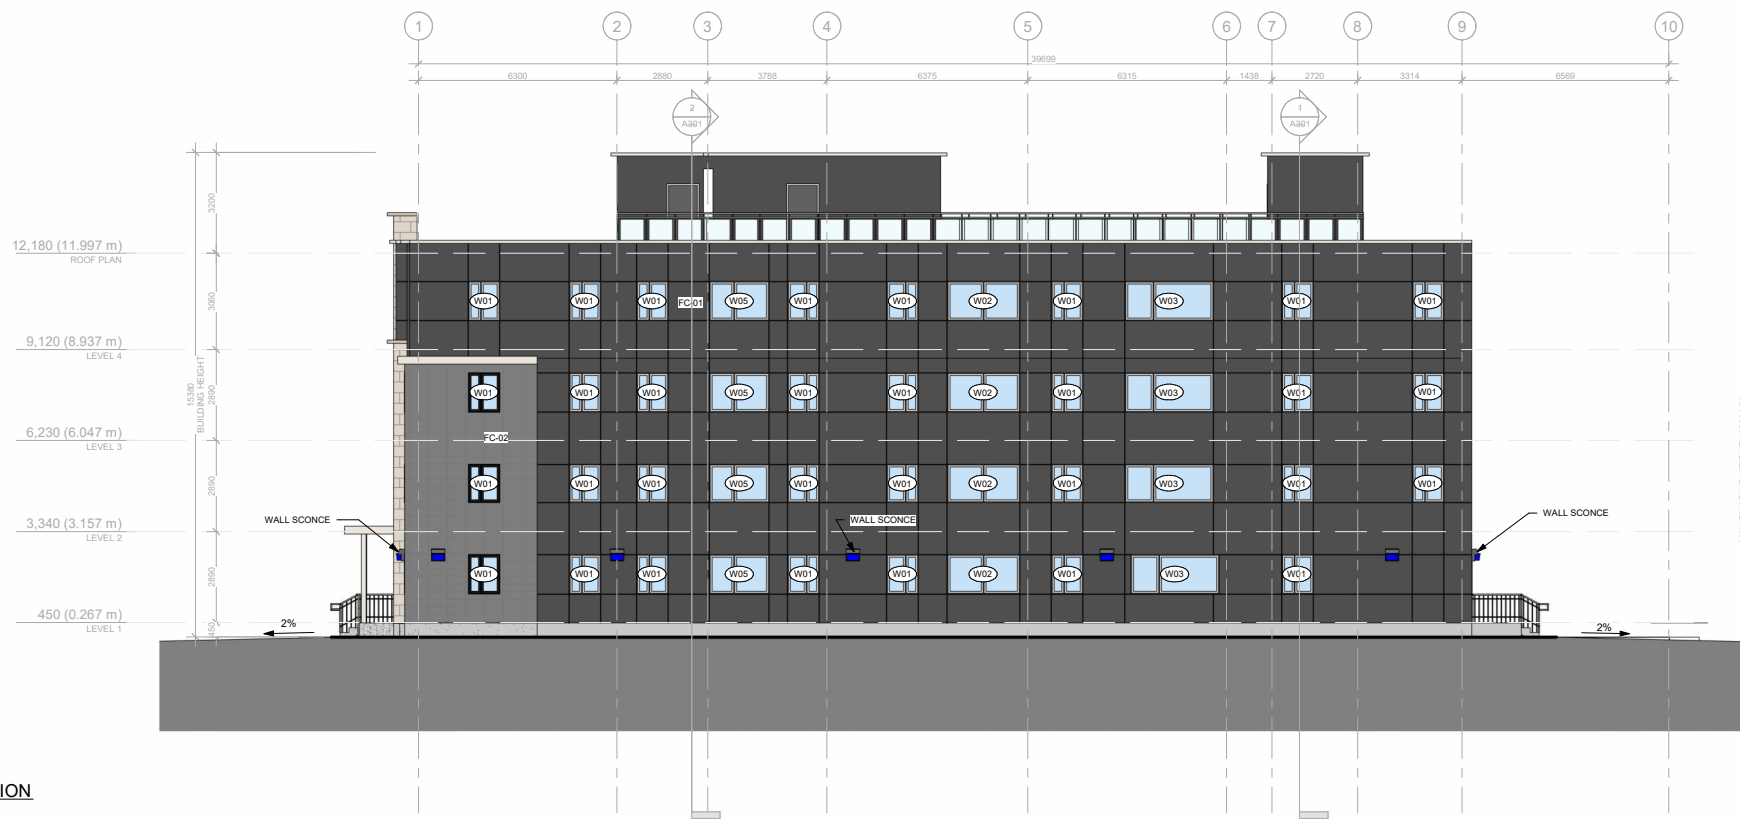 1 2 3 4 5 6 7 8 9 10
39699
6300 2880 3788 6375 6315 1438 2720 3314 6569
2 1
A301 A301
3200
12,180 (11.997 m)
ROOF PLAN
W01 W01 W01 FC-01 W05 W01 W01 W02 W01 W03 W01 W01
3060
9,120 (8.937 m)
LEVEL 4
15380
BUILDING HEIGHT
2890
W01 W01 W01 W05 W01 W01 W02 W01 W03 W01 W01
6,230 (6.047 m)
LEVEL 3
FC-02
2890
W01 W01 W01 W05 W01 W01 W02 W01 W03 W01 W01
WALL SCONCE WALL SCONCE WALL SCONCE
3,340 (3.157 m)
LEVEL 2
2890
W01 W01 W01 W05 W01 W01 W02 W01 W03 W01
450 (0.267 m)
LEVEL 1
450
2% 2%
ION